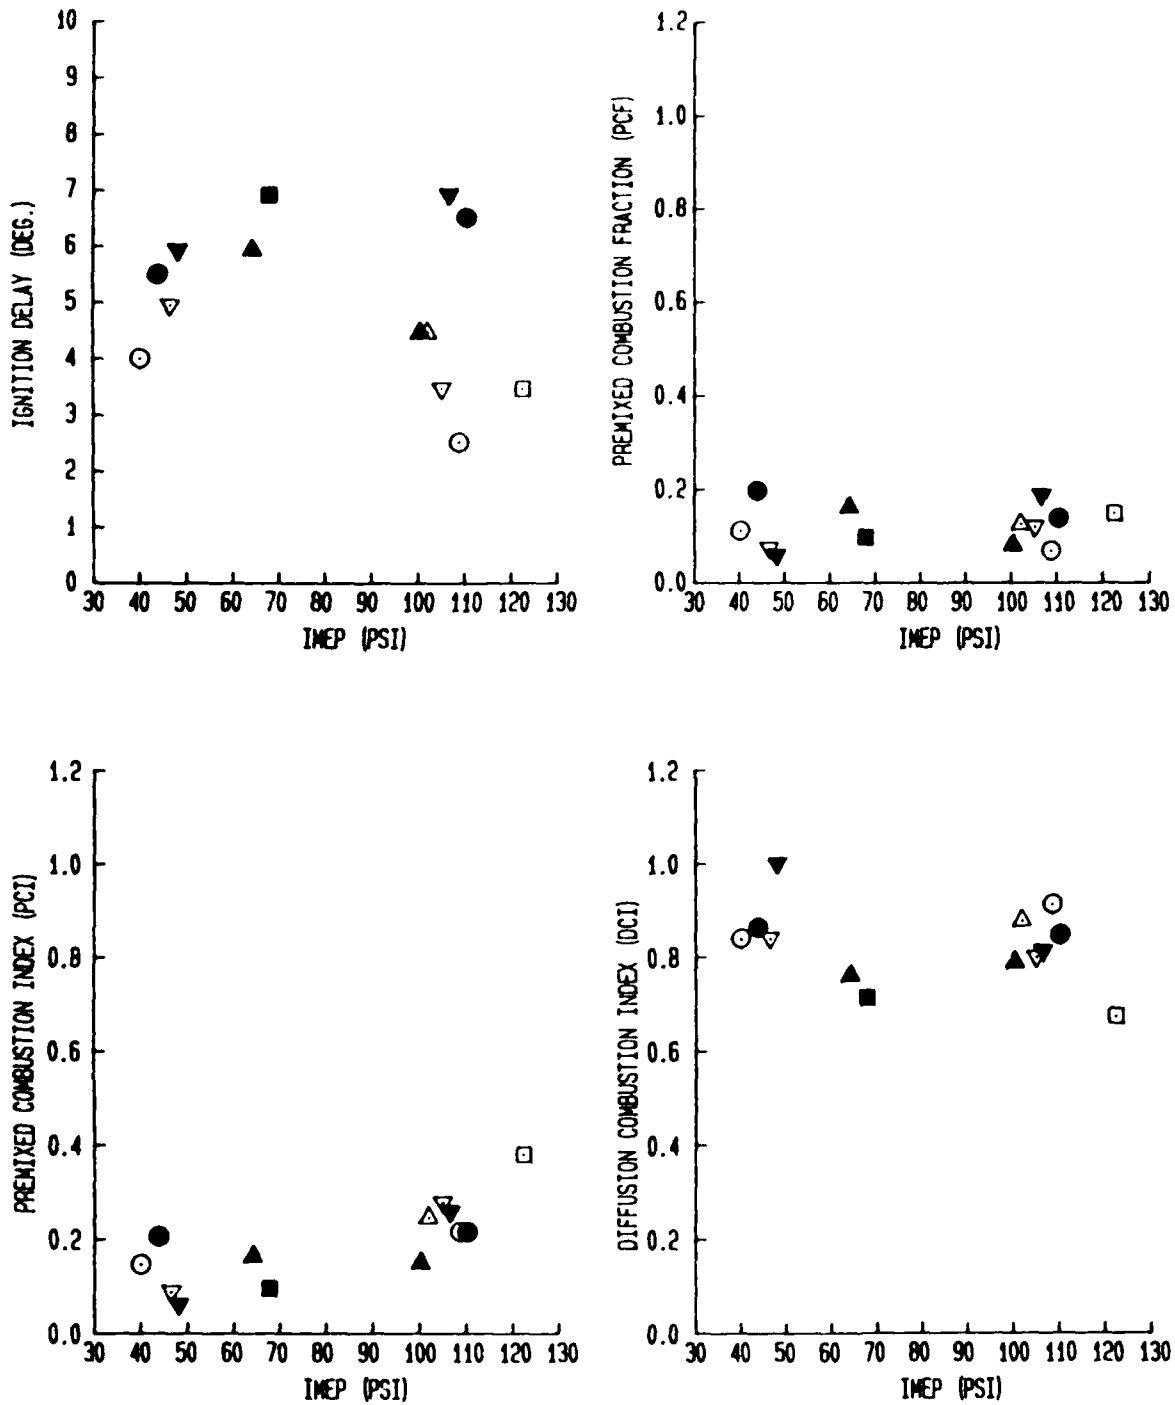 IGNITION DELAY (DEG.)
10
9
8
7
6
5
4
3
2
1
0
30 40 50 60 70 80 90 100 110 120 130
IMEP (PSI)
PREMIXED COMBUSTION FRACTION (PCF)
1.2
1.0
0.8
0.6
0.4
0.2
0.0
30 40 50 60 70 80 90 100 110 120 130
IMEP (PSI)
PREMIXED COMBUSTION INDEX (PCI)
1.2
1.0
0.8
0.6
0.4
0.2
0.0
30 40 50 60 70 80 90 100 110 120 130
IMEP (PSI)
DIFFUSION COMBUSTION INDEX (DCI)
1.2
1.0
0.8
0.6
0.4
0.2
0.0
30 40 50 60 70 80 90 100 110 120 130
IMEP (PSI)